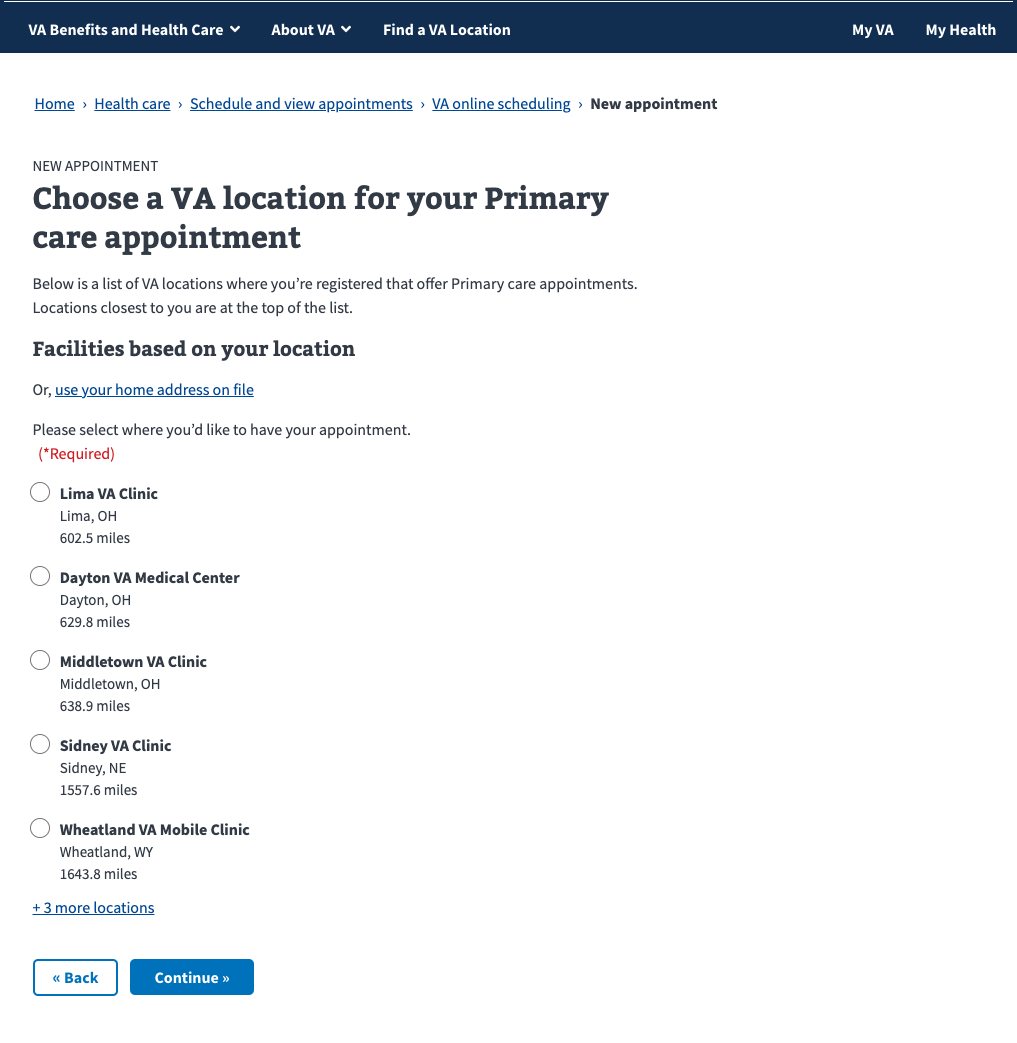 VA Benefits and Health Care About VA Find a VA Location My VA My Health
Home › Health care › Schedule and view appointments › VA online scheduling › New appointment
NEW APPOINTMENT
Choose a VA location for your Primary
care appointment
Below is a list of VA locations where you’re registered that offer Primary care appointments.
Locations closest to you are at the top of the list.
Facilities based on your location
Or, use your home address on file
Please select where you’d like to have your appointment.
(*Required)
Lima VA Clinic
Lima, OH
602.5 miles
Dayton VA Medical Center
Dayton, OH
629.8 miles
Middletown VA Clinic
Middletown, OH
638.9 miles
Sidney VA Clinic
Sidney, NE
1557.6 miles
Wheatland VA Mobile Clinic
Wheatland, WY
1643.8 miles
+ 3 more locations
« Back Continue »